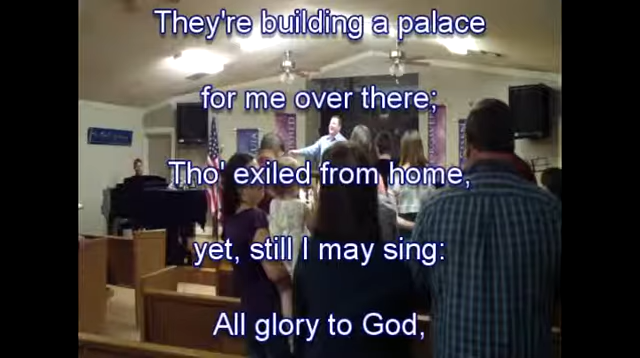 They're building a palace
for me over there;
Tho' exiled from home,
yet, still I may sing:
All glory to God,